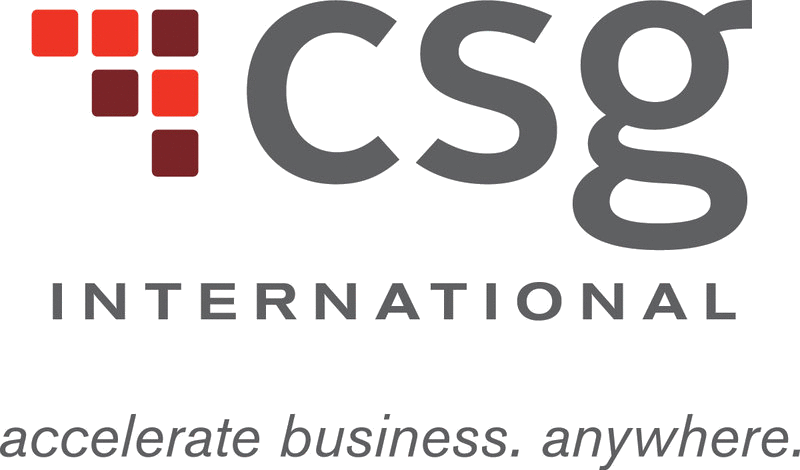 csg
INTERNATIONAL
accelerate business. anywhere.